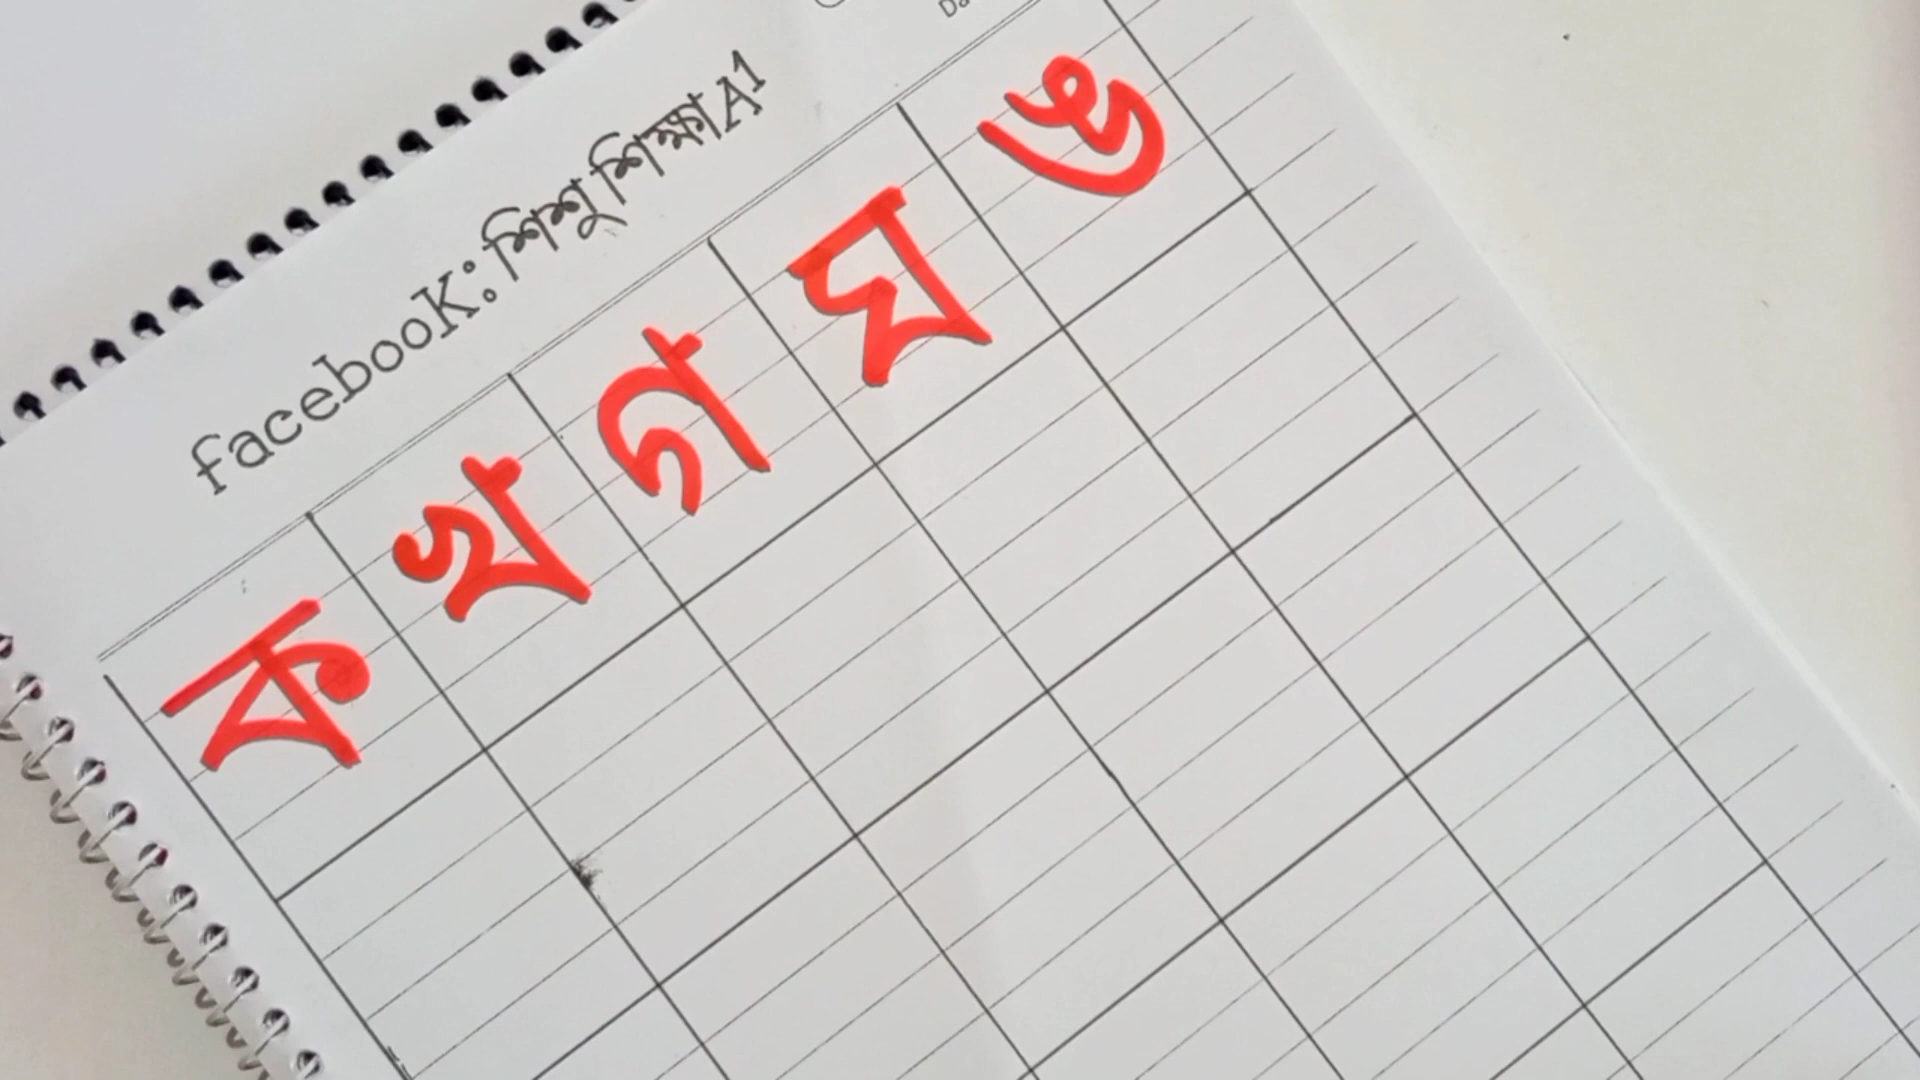 facebook: শিশু শিক্ষা A1
ক খ গ ঘ ঙ